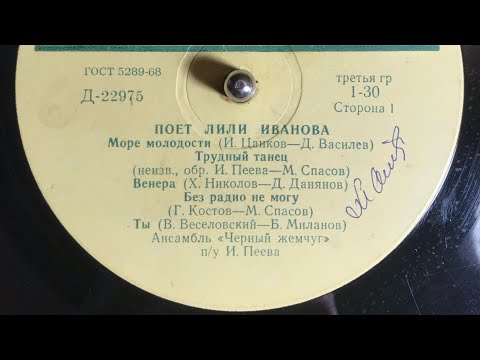 ГОСТ 5289-68
Д-22975
третья гр
1-30
Сторона 1
ПОЕТ ЛИЛИ ИВАНОВА
Море молодости (И. Цанков—Д. Василев)
Трудный танец
(неизв., обр. И. Пеева—М. Спасов)
Венера (Х. Николов—Д. Данянов)
Без радио не могу
(Г. Костов—М. Спасов)
Ты (В. Веселовский—Б. Миланов)
Ансамбль «Черный жемчуг»
п/у И. Пеева